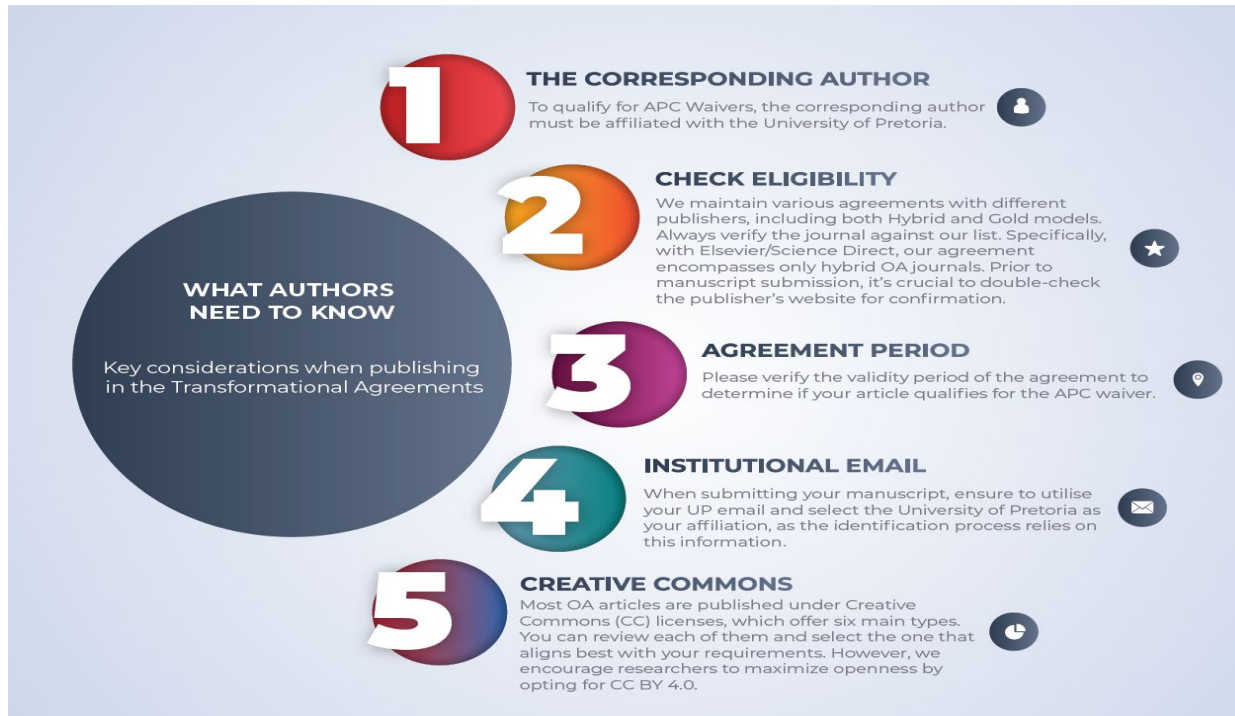 WHAT AUTHORS
NEED TO KNOW
Key considerations when publishing
in the Transformational Agreements
1
THE CORRESPONDING AUTHOR
To qualify for APC Waivers, the corresponding author
must be affiliated with the University of Pretoria.
2
CHECK ELIGIBILITY
We maintain various agreements with different
publishers, including both Hybrid and Gold models.
Always verify the journal against our list. Specifically,
with Elsevier/Science Direct, our agreement
encompasses only hybrid OA journals. Prior to
manuscript submission, it's crucial to double-check
the publisher's website for confirmation.
3
AGREEMENT PERIOD
Please verify the validity period of the agreement to
determine if your article qualifies for the APC waiver.
4
INSTITUTIONAL EMAIL
When submitting your manuscript, ensure to utilise
your UP email and select the University of Pretoria as
your affiliation, as the identification process relies on
this information.
5
CREATIVE COMMONS
Most OA articles are published under Creative
Commons (CC) licenses, which offer six main types.
You can review each of them and select the one that
aligns best with your requirements. However, we
encourage researchers to maximize openness by
opting for CC BY 4.0.